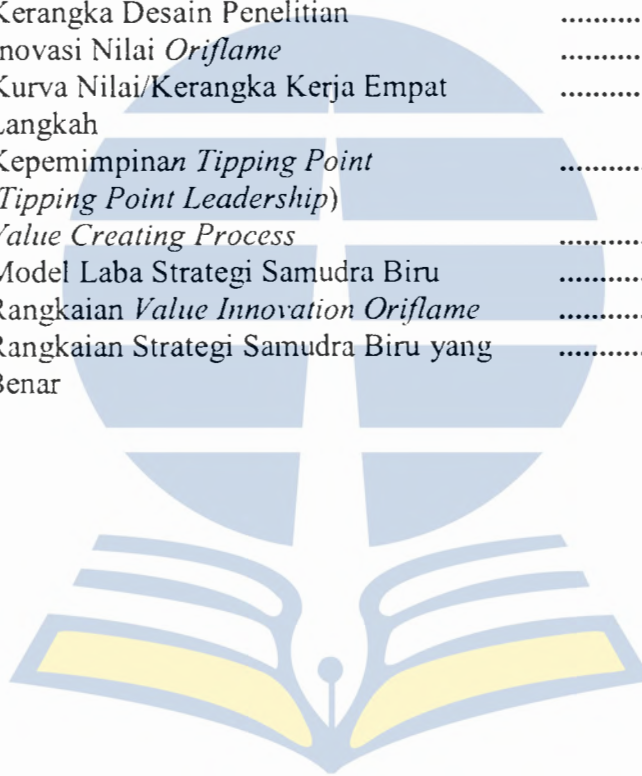 Kerangka Desain Penelitian ...........
Inovasi Nilai Oriflame ...........
Kurva Nilai/Kerangka Kerja Empat ...........
Langkah
Kepemimpinan Tipping Point ...........
(Tipping Point Leadership)
Value Creating Process ...........
Model Laba Strategi Samudra Biru ...........
Rangkaian Value Innovation Oriflame ...........
Rangkaian Strategi Samudra Biru yang ...........
Benar